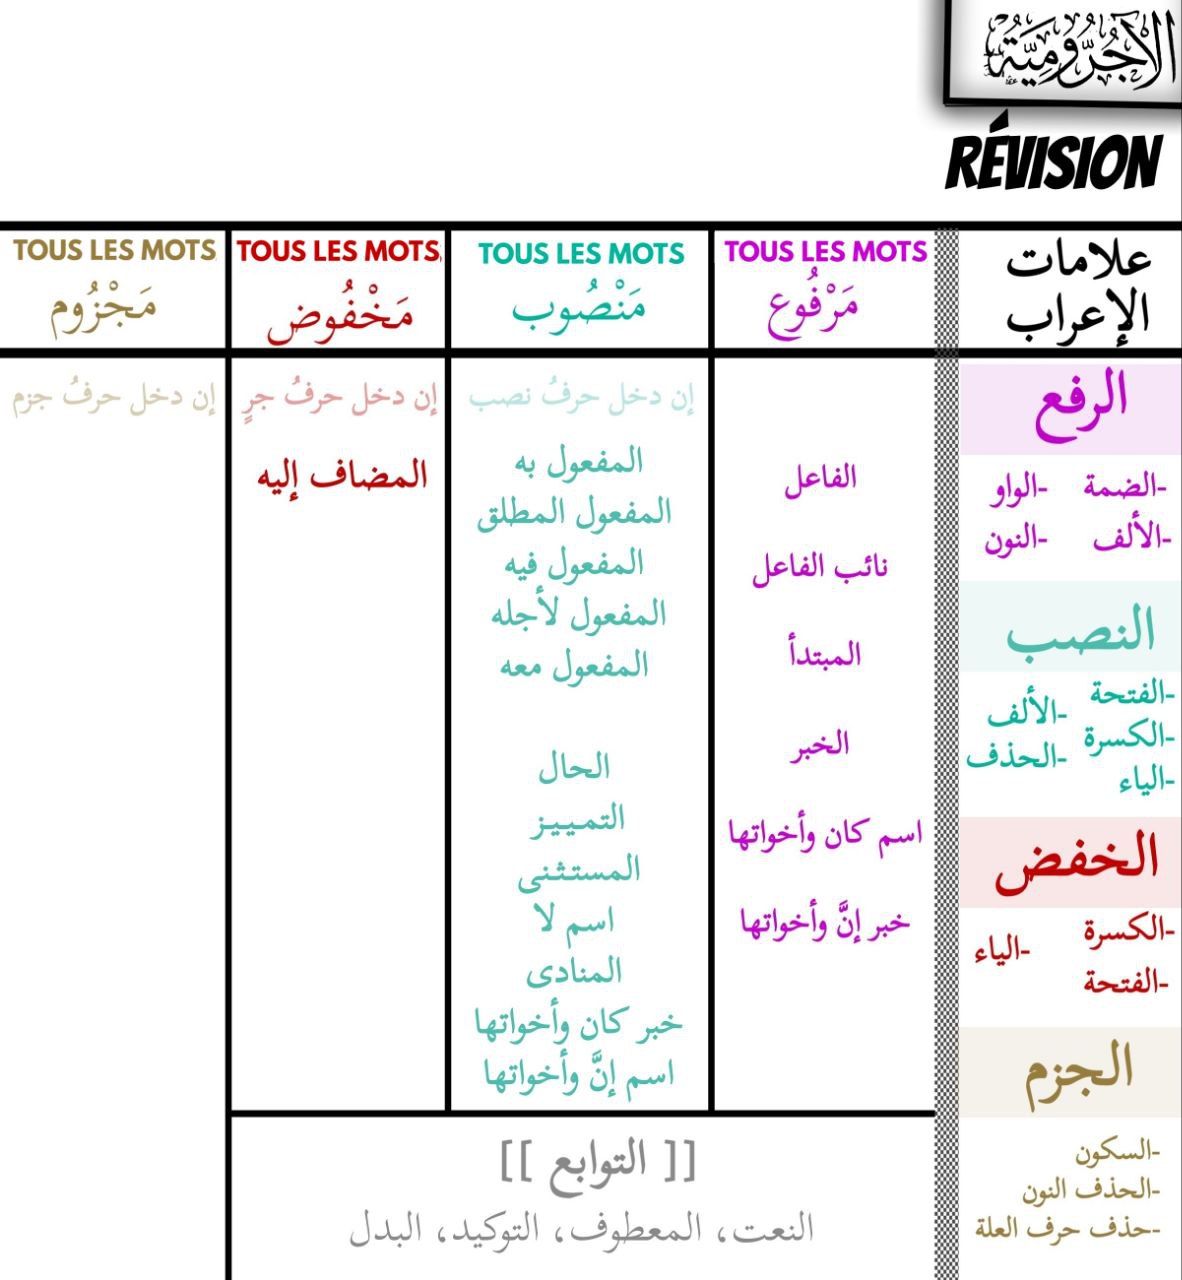 الآجُرُّومِيَّة
RÉVISION
علامات
الإعراب
TOUS LES MOTS
مَرْفُوع
TOUS LES MOTS
مَنْصُوب
TOUS LES MOTS
مَخْفُوض
TOUS LES MOTS
مَجْزُوم
الرفع
-الضمة -الواو
-الألف -النون
النصب
-الفتحة
-الألف
-الكسرة
-الحذف
-الياء
الخفض
-الكسرة
-الياء
-الفتحة
الجزم
-السكون
-الحذف النون
-حذف حرف العلة
الفاعل
نائب الفاعل
المبتدأ
الخبر
اسم كان وأخواتها
خبر إنَّ وأخواتها
إن دخل حرفُ نصب
المفعول به
المفعول المطلق
المفعول فيه
المفعول لأجله
المفعول معه
الحال
التمييز
المستثنى
اسم لا
المنادى
خبر كان وأخواتها
اسم إنَّ وأخواتها
إن دخل حرفُ جرٍ
المضاف إليه
إن دخل حرفُ جزم
[[ التوابع ]]
النعت، المعطوف، التوكيد، البدل